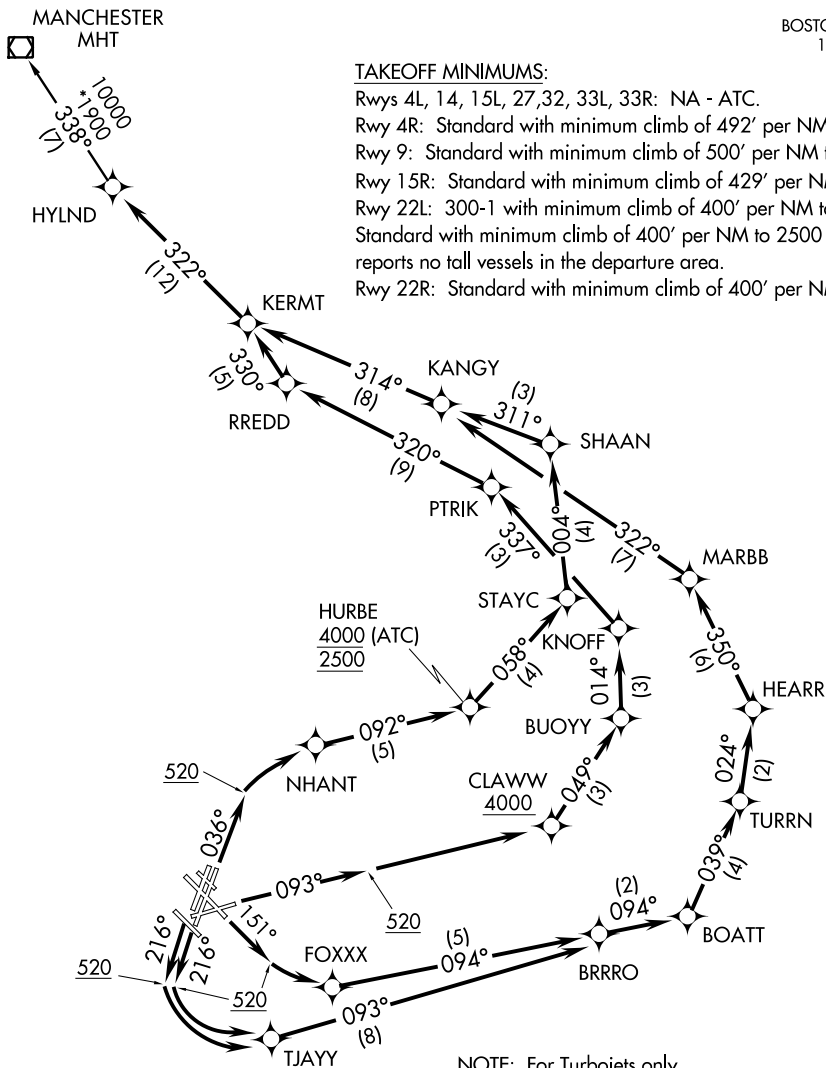 MANCHESTER
MHT
BOSTO
1
TAKEOFF MINIMUMS:
Rwys 4L, 14, 15L, 27,32, 33L, 33R: NA - ATC.
Rwy 4R: Standard with minimum climb of 492' per NM
Rwy 9: Standard with minimum climb of 500' per NM
Rwy 15R: Standard with minimum climb of 429' per NM
Rwy 22L: 300-1 with minimum climb of 400' per NM to
Standard with minimum climb of 400' per NM to 2500
reports no tall vessels in the departure area.
Rwy 22R: Standard with minimum climb of 400' per NM
10000
*1900
338°
(7)
HYLND
322°
(12)
KERMT
330°
(5)
RREDD
314°
(8)
KANGY
(3)
311°
SHAAN
320°
(9)
PTRIK
337°
(3)
004°
(4)
322°
(7)
MARBB
STAYC
HURBE
4000 (ATC)
2500
KNOFF
058°
(4)
014°
(3)
350°
(6)
HEARR
092°
(5)
BUOYY
NHANT
520
CLAWW
4000
049°
(3)
024°
(2)
TURRN
036°
039°
(4)
093°
520
(2)
094°
BOATT
151°
216°
216°
FOXXX
(5)
094°
BRRRO
520
520
093°
(8)
TJAYY
NOTE: For Turbojets only